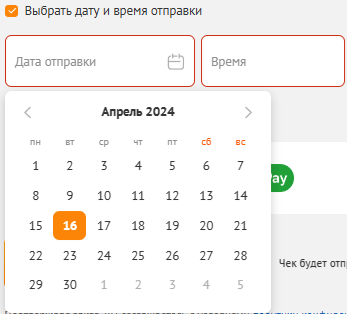 Выбрать дату и время отправки
Дата отправки
Время
Апрель 2024
пн вт ср чт пт сб вс
1 2 3 4 5 6 7
8 9 10 11 12 13 14
Pay
15 16 17 18 19 20 21
22 23 24 25 26 27 28
Чек будет отп
29 30 1 2 3 4 5